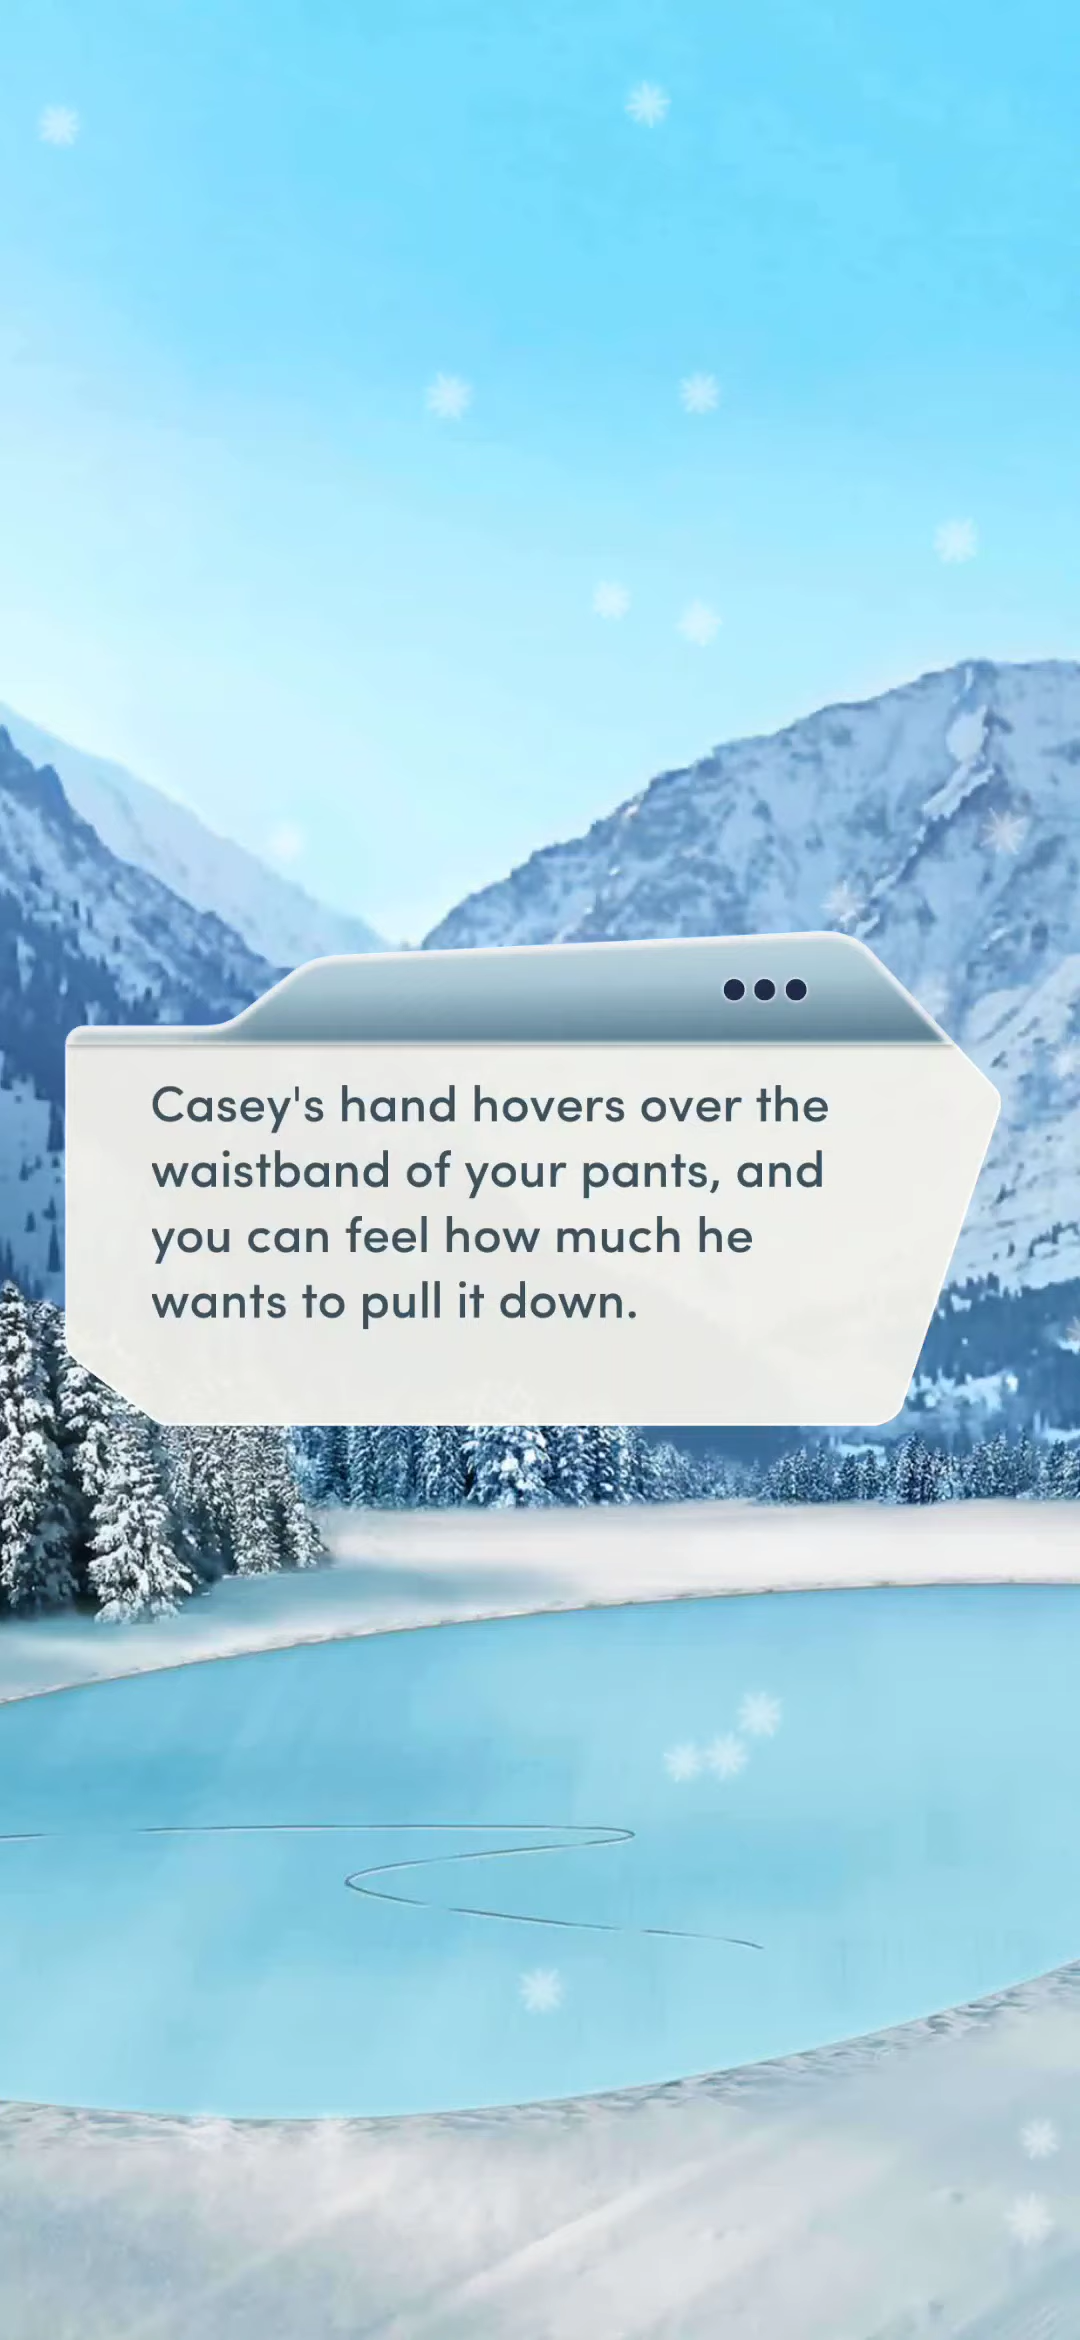 Casey's hand hovers over the
waistband of your pants, and
you can feel how much he
wants to pull it down.